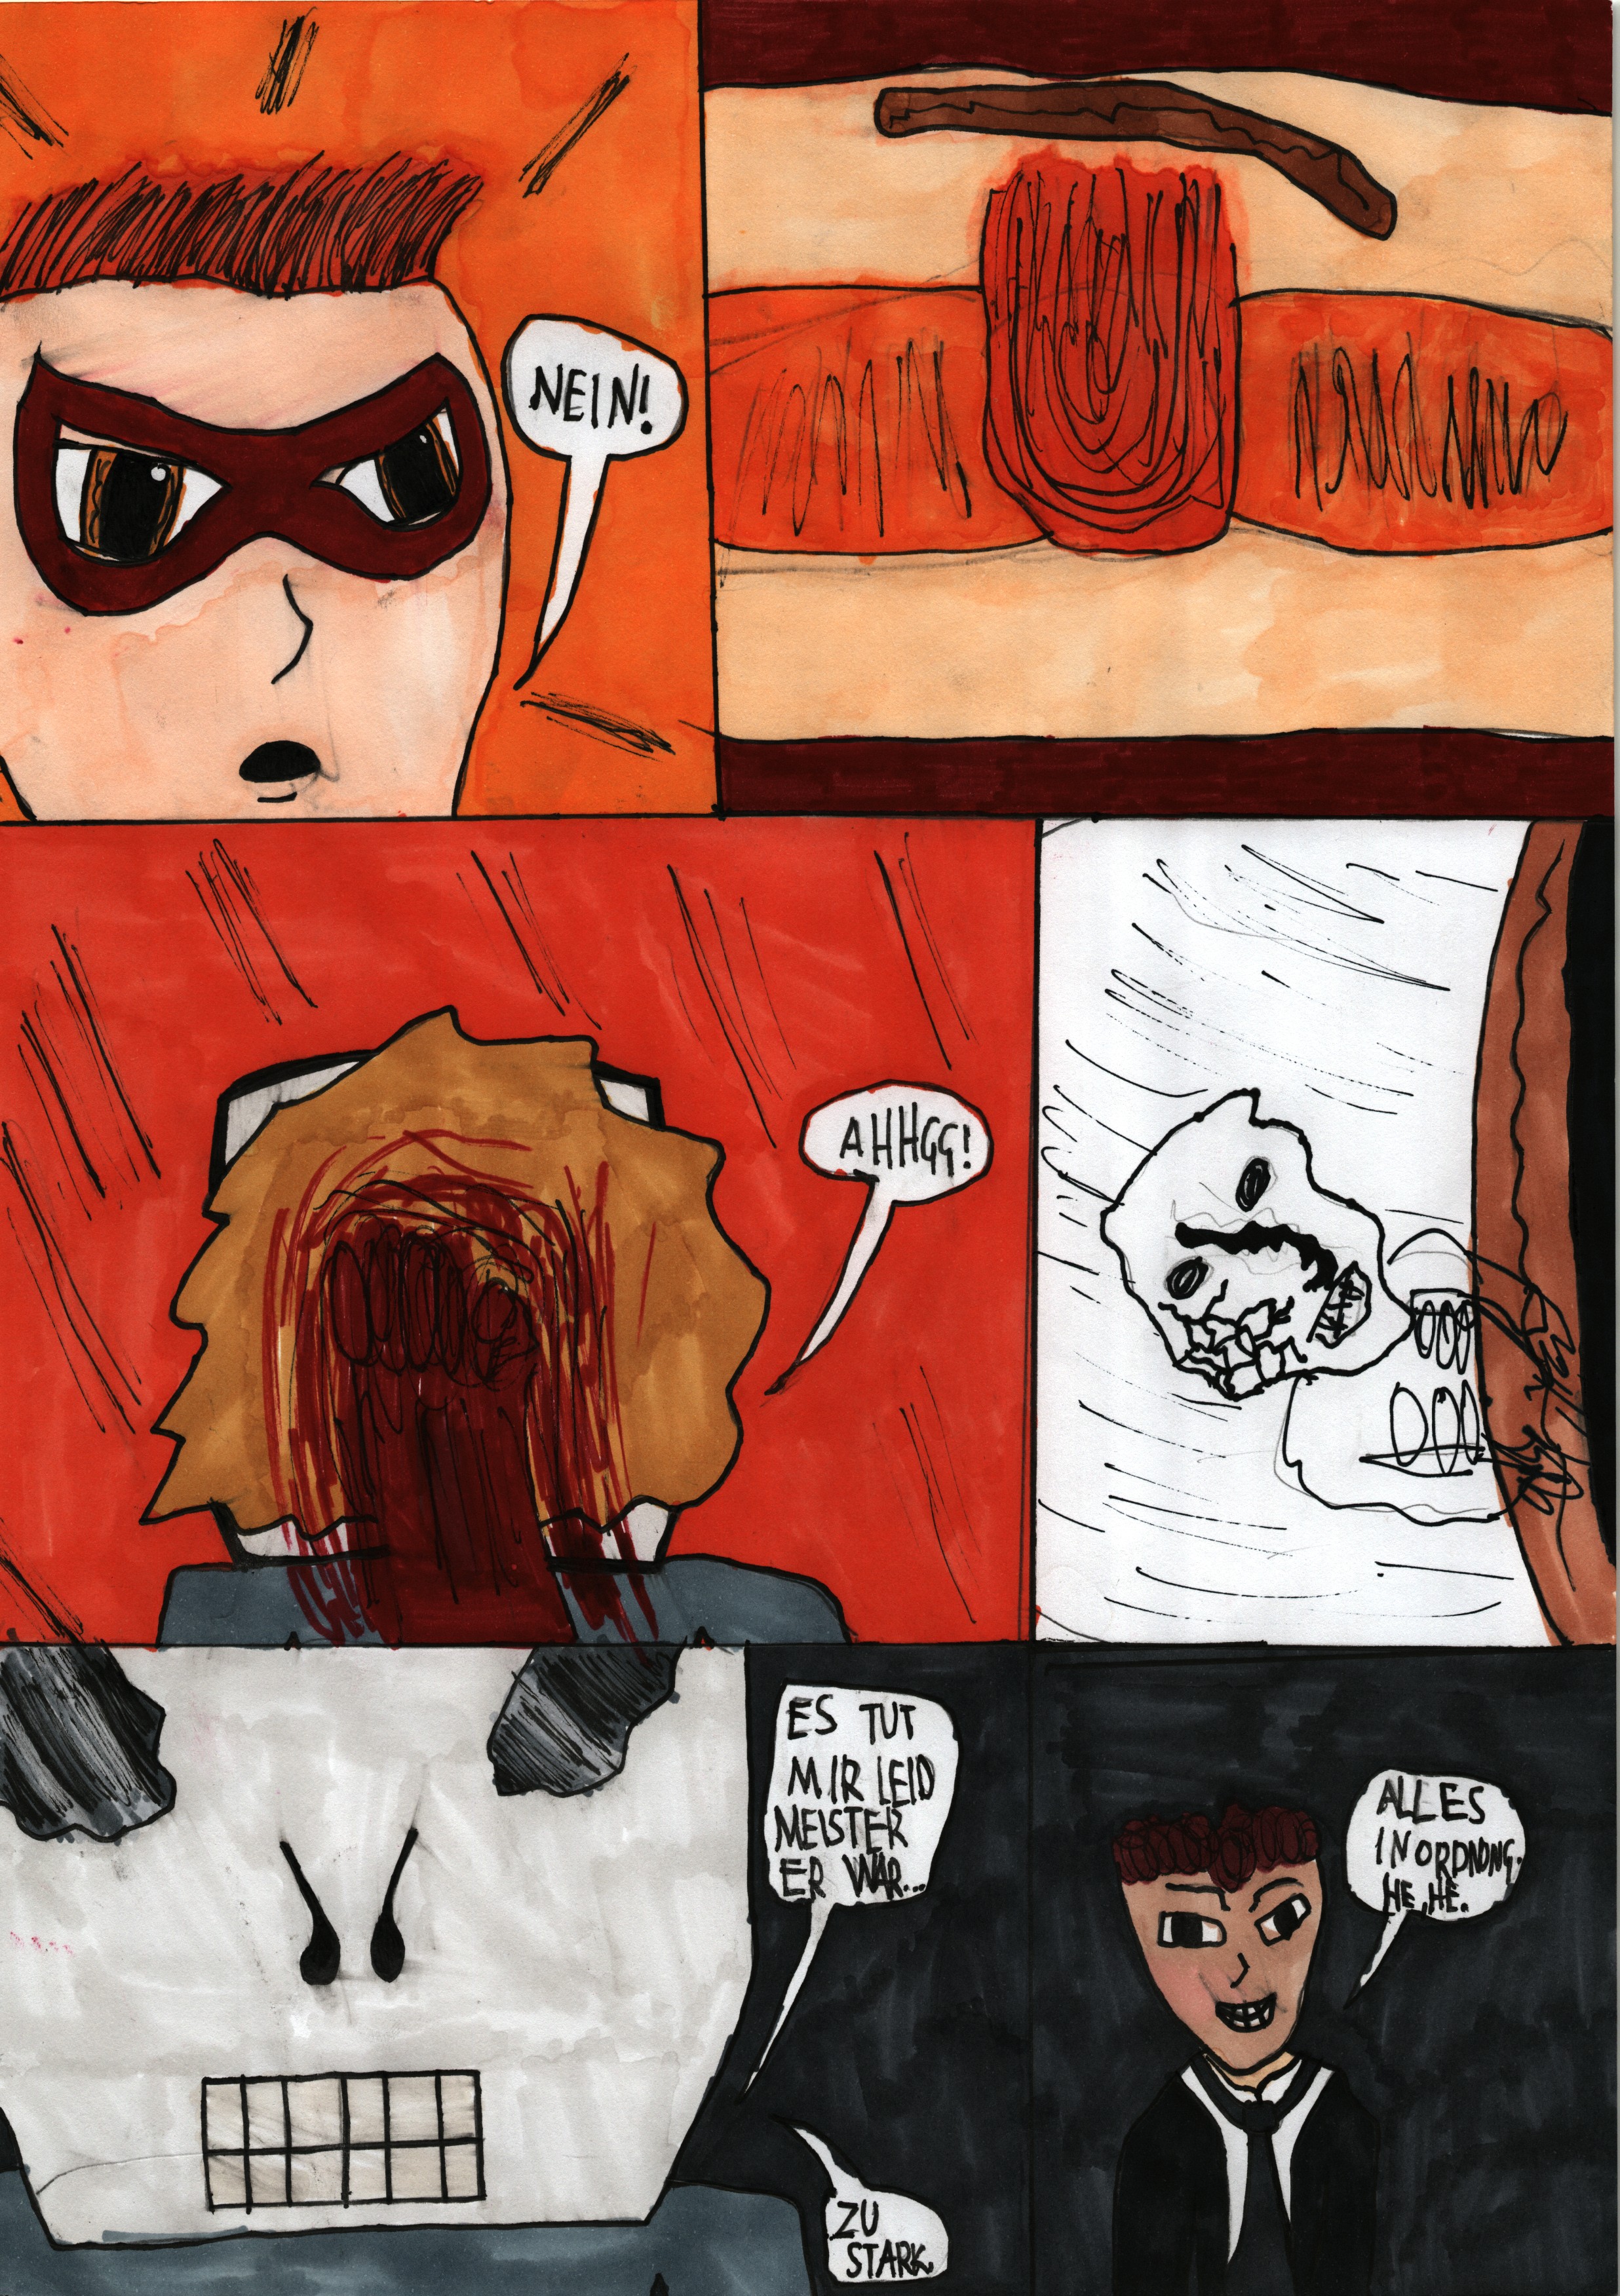 NEIN!
AHHGG!
ES TUT
MIR LEID
MEISTER
ER WAR...
ZU
STARK.
ALLES
IN ORDNUNG.
HE, HE.